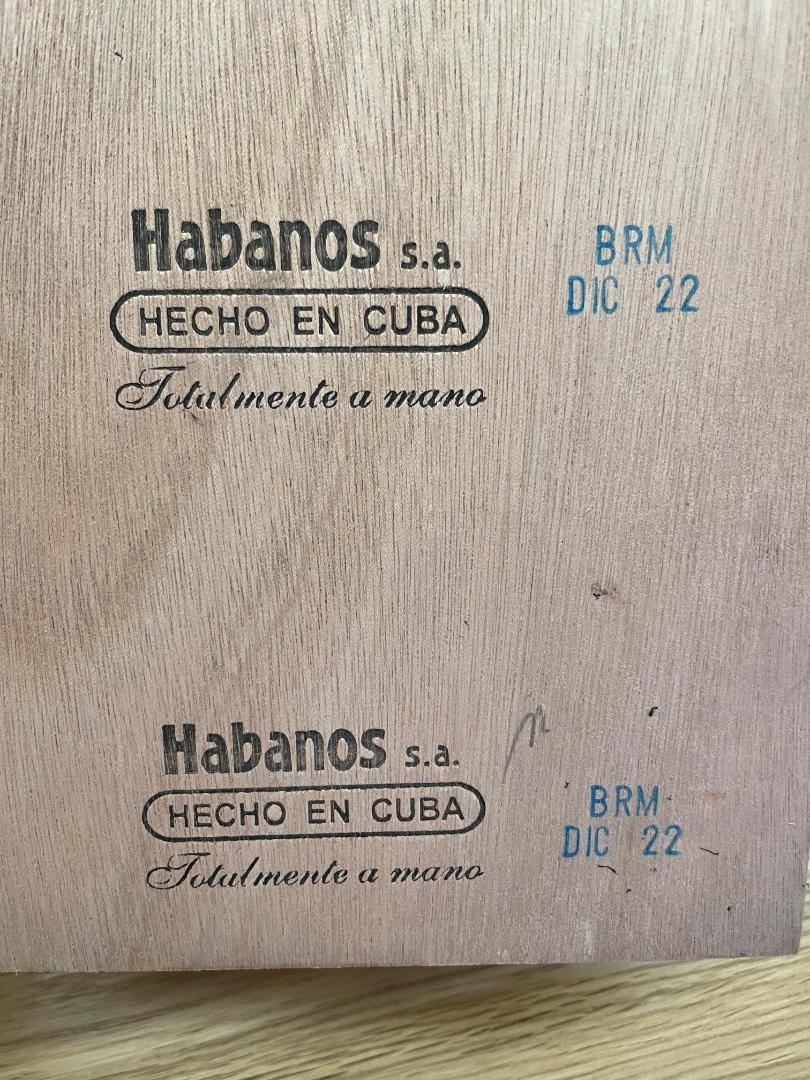 Habanos s.a.
BRM
HECHO EN CUBA
DIC 22
Totalmente a mano
Habanos s.a.
BRM
HECHO EN CUBA
DIC 22
Totalmente a mano